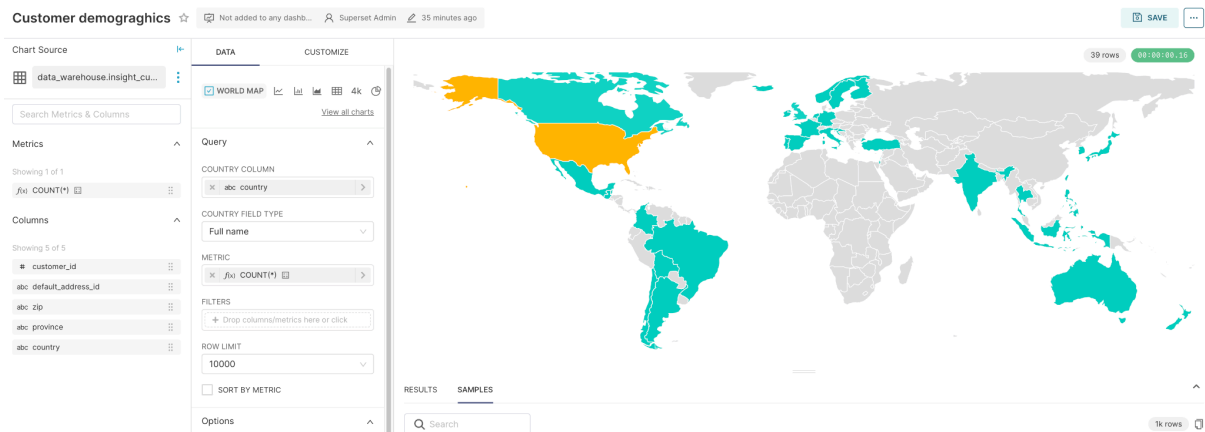 Customer demograghics
Not added to any dashb...
Superset Admin
35 minutes ago
SAVE
...
Chart Source
data_warehouse.insight_cu...
Search Metrics & Columns
Metrics
Showing 1 of 1
f(x) COUNT(*)
Columns
Showing 5 of 5
# customer_id
abc default_address_id
abc zip
abc province
abc country
DATA
CUSTOMIZE
WORLD MAP
4k
View all charts
Query
COUNTRY COLUMN
abc country
COUNTRY FIELD TYPE
Full name
METRIC
f(x) COUNT(*)
FILTERS
+ Drop columns/metrics here or click
ROW LIMIT
10000
SORT BY METRIC
Options
39 rows
00:00:00.16
RESULTS
SAMPLES
Search
1k rows